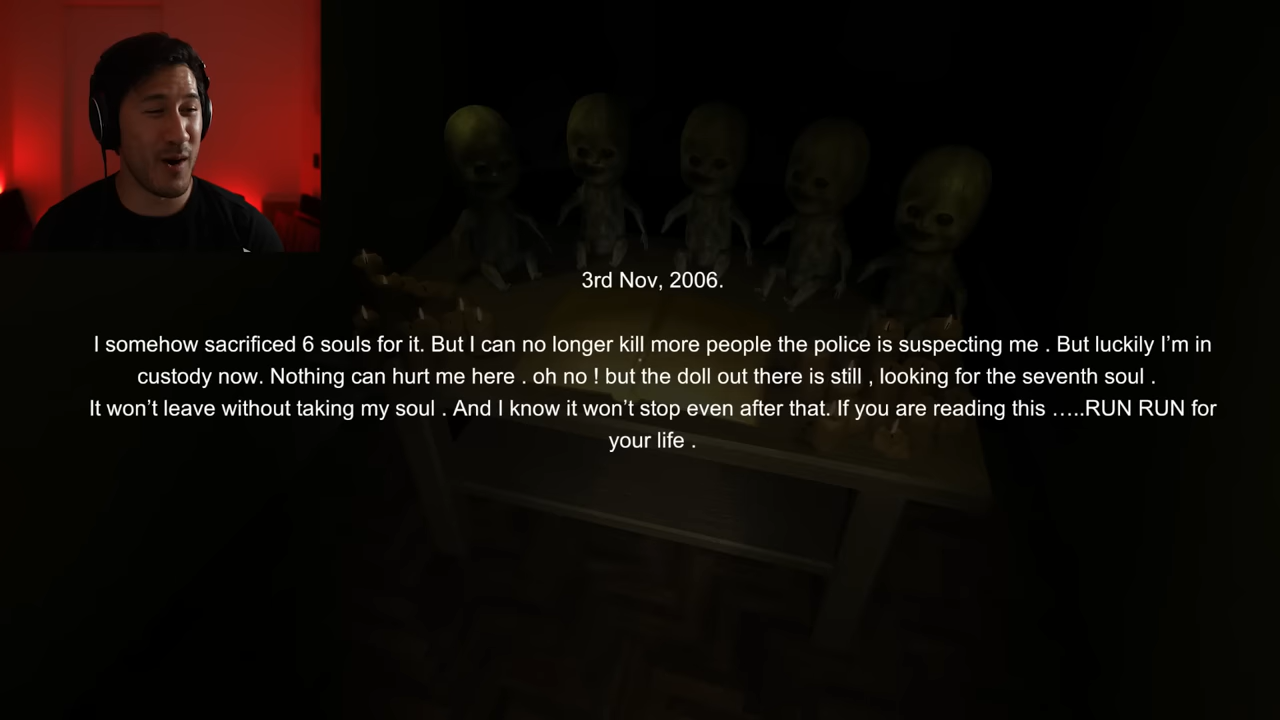 3rd Nov, 2006.
I somehow sacrificed 6 souls for it. But I can no longer kill more people the police is suspecting me . But luckily I’m in
custody now. Nothing can hurt me here . oh no ! but the doll out there is still , looking for the seventh soul .
It won’t leave without taking my soul . And I know it won’t stop even after that. If you are reading this …..RUN RUN for
your life .